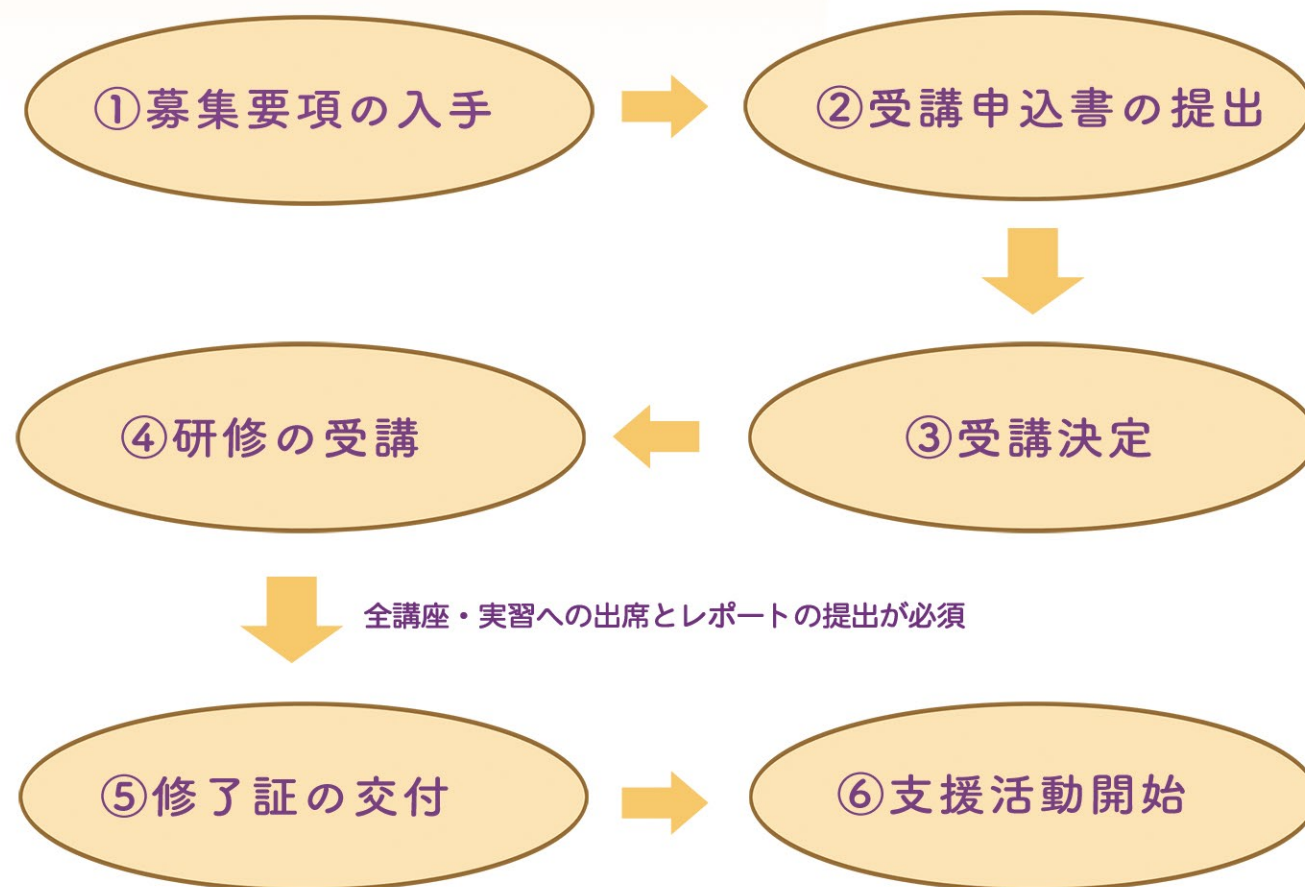 ①募集要項の入手
②受講申込書の提出
③受講決定
④研修の受講
全講座・実習への出席とレポートの提出が必須
⑤修了証の交付
⑥支援活動開始